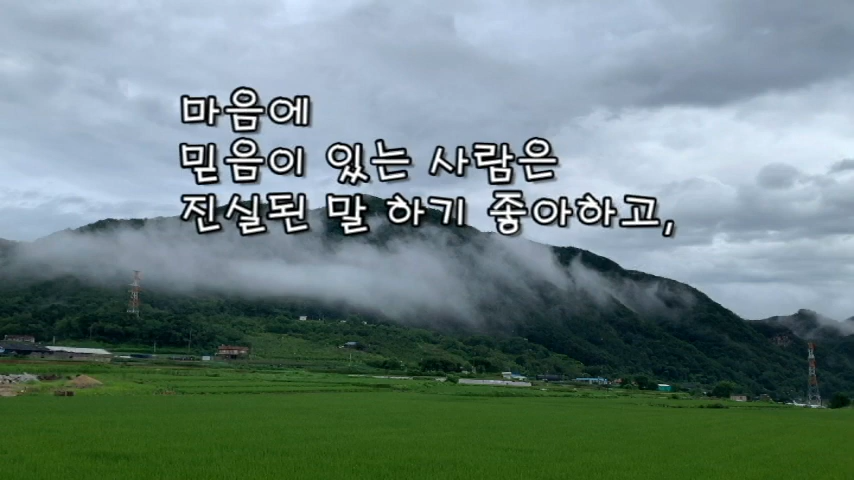 마음에
믿음이 있는 사람은
진실된 말 하기 좋아하고,